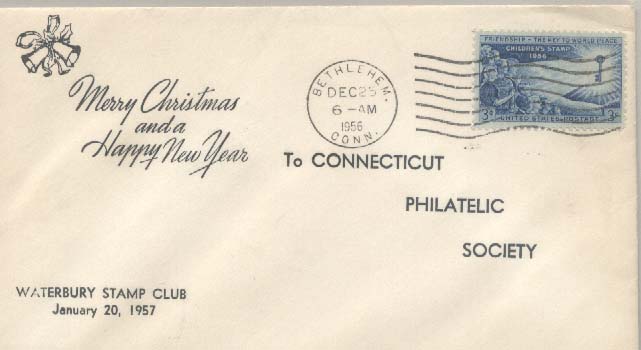 FRIENDSHIP - THE KEY TO WORLD PEACE
CHILDREN'S STAMP
1956
3¢ 3¢
UNITED STATES POSTAGE
BETHLEHEM.
DEC 25
6-AM
1956
CONN.
Merry Christmas
and a
Happy New Year
To CONNECTICUT
PHILATELIC
SOCIETY
WATERBURY STAMP CLUB
January 20, 1957